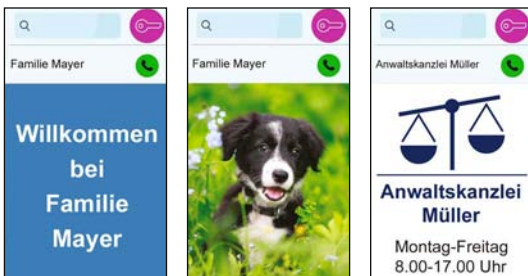 Familie Mayer
Willkommen
bei
Familie
Mayer
Familie Mayer
Anwaltskanzlei Müller
Anwaltskanzlei
Müller
Montag-Freitag
8.00-17.00 Uhr